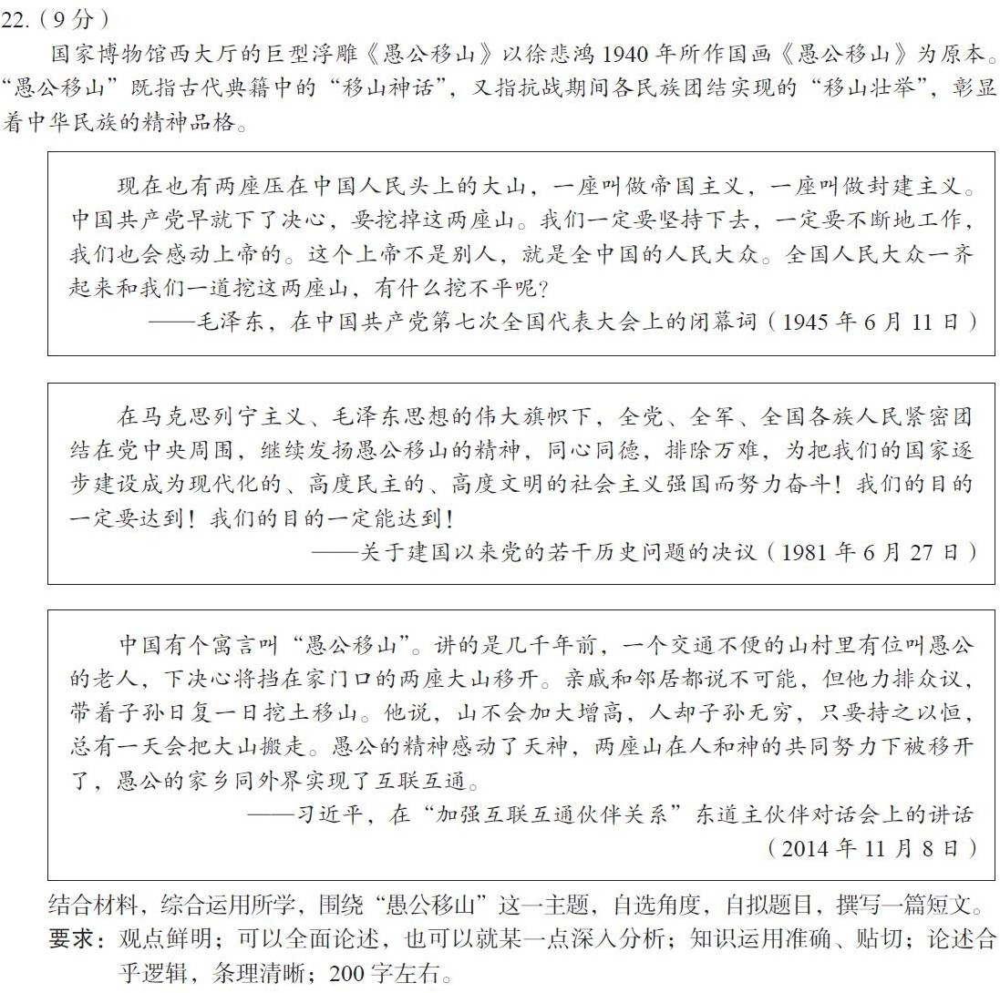 22.（9 分）
国家博物馆西大厅的巨型浮雕《愚公移山》以徐悲鸿 1940 年所作国画《愚公移山》为原本。
“愚公移山”既指古代典籍中的“移山神话”，又指抗战期间各民族团结实现的“移山壮举”，彰显
着中华民族的精神品格。
现在也有两座压在中国人民头上的大山，一座叫做帝国主义，一座叫做封建主义。
中国共产党早就下了决心，要挖掉这两座山。我们一定要坚持下去，一定要不断地工作，
我们也会感动上帝的。这个上帝不是别人，就是全中国的人民大众。全国人民大众一齐
起来和我们一道挖这两座山，有什么挖不平呢？
——毛泽东，在中国共产党第七次全国代表大会上的闭幕词（1945 年 6 月 11 日）
在马克思列宁主义、毛泽东思想的伟大旗帜下，全党、全军、全国各族人民紧密团
结在党中央周围，继续发扬愚公移山的精神，同心同德，排除万难，为把我们的国家逐
步建设成为现代化的、高度民主的、高度文明的社会主义强国而努力奋斗！我们的目的
一定要达到！我们的目的一定能达到！
——关于建国以来党的若干历史问题的决议（1981 年 6 月 27 日）
中国有个寓言叫“愚公移山”。讲的是几千年前，一个交通不便的山村里有位叫愚公
的老人，下决心将挡在家门口的两座大山移开。亲戚和邻居都说不可能，但他力排众议，
带着子孙日复一日挖土移山。他说，山不会加大增高，人却子孙无穷，只要持之以恒，
总有一天会把大山搬走。愚公的精神感动了天神，两座山在人和神的共同努力下被移开
了，愚公的家乡同外界实现了互联互通。
——习近平，在“加强互联互通伙伴关系”东道主伙伴对话会上的讲话
（2014 年 11 月 8 日）
结合材料，综合运用所学，围绕“愚公移山”这一主题，自选角度，自拟题目，撰写一篇短文。
要求：观点鲜明；可以全面论述，也可以就某一点深入分析；知识运用准确、贴切；论述合
乎逻辑，条理清晰；200 字左右。